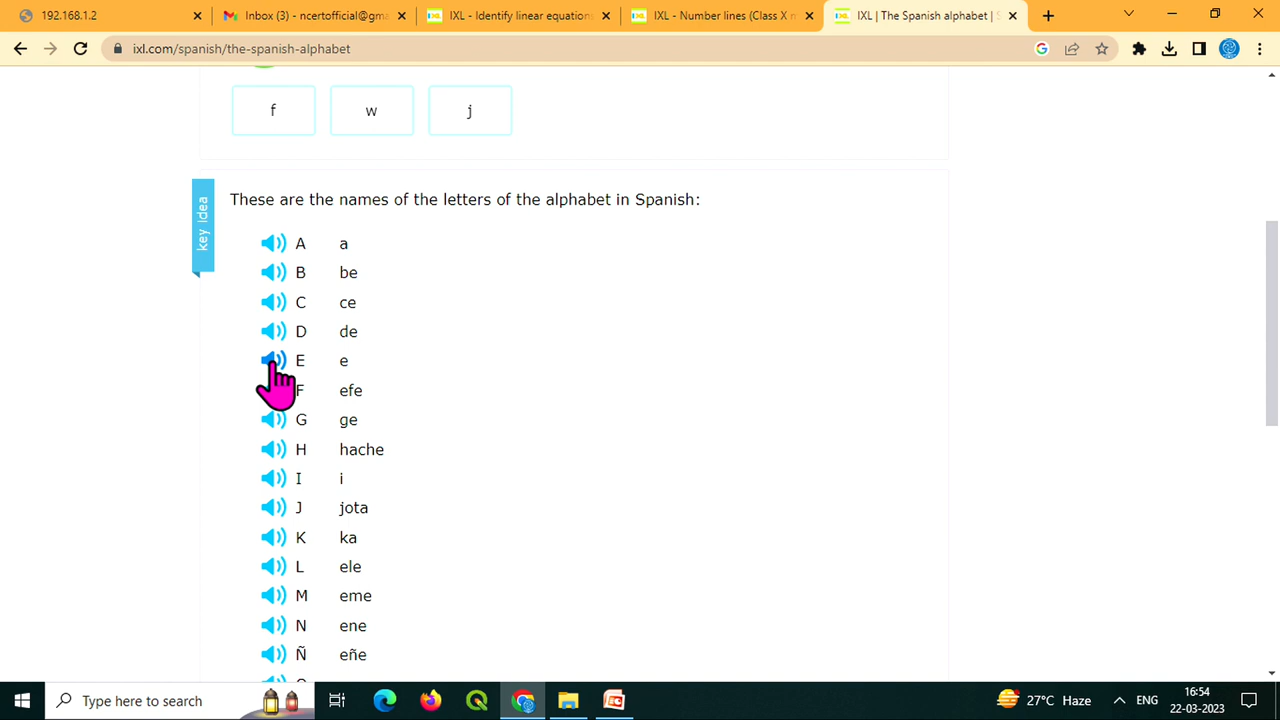 192.168.1.2
Inbox (3) - ncertofficial@gma
IXL - Identify linear equation
IXL - Number lines (Class X m
IXL | The Spanish alphabet | S
ixl.com/spanish/the-spanish-alphabet
f w j
key idea
These are the names of the letters of the alphabet in Spanish:
A a
B be
C ce
D de
E e
F efe
G ge
H hache
I i
J jota
K ka
L ele
M eme
N ene
Ñ eñe
Type here to search
27°C Haze
ENG
16:54
22-03-2023